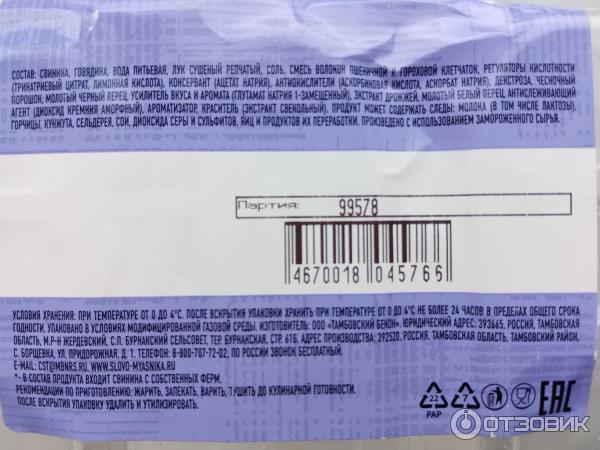 СОСТАВ: СВИНИНА, ГОВЯДИНА, ВОДА ПИТЬЕВАЯ, ЛУК СУШЕНЫЙ РЕПЧАТЫЙ, СОЛЬ, СМЕСЬ ВОЛОКОН ПШЕНИЧНОЙ И ГОРОХОВОЙ КЛЕТЧАТОК, РЕГУЛЯТОРЫ КИСЛОТНОСТИ
(ТРИНАТРИЕВЫЙ ЦИТРАТ, ЛИМОННАЯ КИСЛОТА), КОНСЕРВАНТ (АЦЕТАТ НАТРИЯ), АНТИОКИСЛИТЕЛИ (АСКОРБИНОВАЯ КИСЛОТА, АСКОРБАТ НАТРИЯ), ДЕКСТРОЗА, ЧЕСНОЧНЫЙ
ПОРОШОК, МОЛОТЫЙ ЧЕРНЫЙ ПЕРЕЦ, УСИЛИТЕЛЬ ВКУСА И АРОМАТА (ГЛУТАМАТ НАТРИЯ 1-ЗАМЕЩЕННЫЙ), ЭКСТРАКТ ДРОЖЖЕЙ, МОЛОТЫЙ БЕЛЫЙ ПЕРЕЦ, АНТИСЛЕЖИВАЮЩИЙ
АГЕНТ (ДИОКСИД КРЕМНИЯ АМОРФНЫЙ), АРОМАТИЗАТОР, КРАСИТЕЛЬ (ЭКСТРАКТ СВЕКОЛЬНЫЙ). ПРОДУКТ МОЖЕТ СОДЕРЖАТЬ СЛЕДЫ: МОЛОКА (В ТОМ ЧИСЛЕ ЛАКТОЗЫ),
ГОРЧИЦЫ, КУНЖУТА, СЕЛЬДЕРЕЯ, СОИ, ДИОКСИДА СЕРЫ И СУЛЬФИТОВ, ЯИЦ И ПРОДУКТОВ ИХ ПЕРЕРАБОТКИ. ПРОИЗВЕДЕНО С ИСПОЛЬЗОВАНИЕМ ЗАМОРОЖЕННОГО СЫРЬЯ.
Партия: 99578
4670018 045766
УСЛОВИЯ ХРАНЕНИЯ: ПРИ ТЕМПЕРАТУРЕ ОТ 0 ДО 4°С. ПОСЛЕ ВСКРЫТИЯ УПАКОВКИ ХРАНИТЬ ПРИ ТЕМПЕРАТУРЕ ОТ 0 ДО 4°С НЕ БОЛЕЕ 24 ЧАСОВ В ПРЕДЕЛАХ ОБЩЕГО СРОКА
ГОДНОСТИ. УПАКОВАНО В УСЛОВИЯХ МОДИФИЦИРОВАННОЙ ГАЗОВОЙ СРЕДЫ. ИЗГОТОВИТЕЛЬ: ООО «ТАМБОВСКИЙ БЕКОН». ЮРИДИЧЕСКИЙ АДРЕС: 393665, РОССИЯ, ТАМБОВСКАЯ
ОБЛАСТЬ, М.Р-Н ЖЕРДЕВСКИЙ, С.П. БУРНАКСКИЙ СЕЛЬСОВЕТ, ТЕР. БУРНАКСКАЯ, СТР. 61Б. АДРЕС ПРОИЗВОДСТВА: 392520, РОССИЯ, ТАМБОВСКАЯ ОБЛАСТЬ, ТАМБОВСКИЙ РАЙОН,
С. БОРЩЕВКА, УЛ. ПРИДОРОЖНАЯ, Д. 1. ТЕЛЕФОН: 8-800-707-72-02, ПО РОССИИ ЗВОНОК БЕСПЛАТНЫЙ.
E-MAIL: CST@MBNRS.RU, WWW.SLOVO-MYASNIKA.RU
* - В СОСТАВ ПРОДУКТА ВХОДИТ СВИНИНА С СОБСТВЕННЫХ ФЕРМ.
РЕКОМЕНДАЦИИ ПО ПРИГОТОВЛЕНИЮ: ЖАРИТЬ, ЗАПЕКАТЬ, ВАРИТЬ, ТУШИТЬ ДО КУЛИНАРНОЙ ГОТОВНОСТИ.
ПОСЛЕ ВСКРЫТИЯ УПАКОВКУ УДАЛИТЬ И УТИЛИЗИРОВАТЬ.
22
PAP
7
EAC
ОТЗОВИК